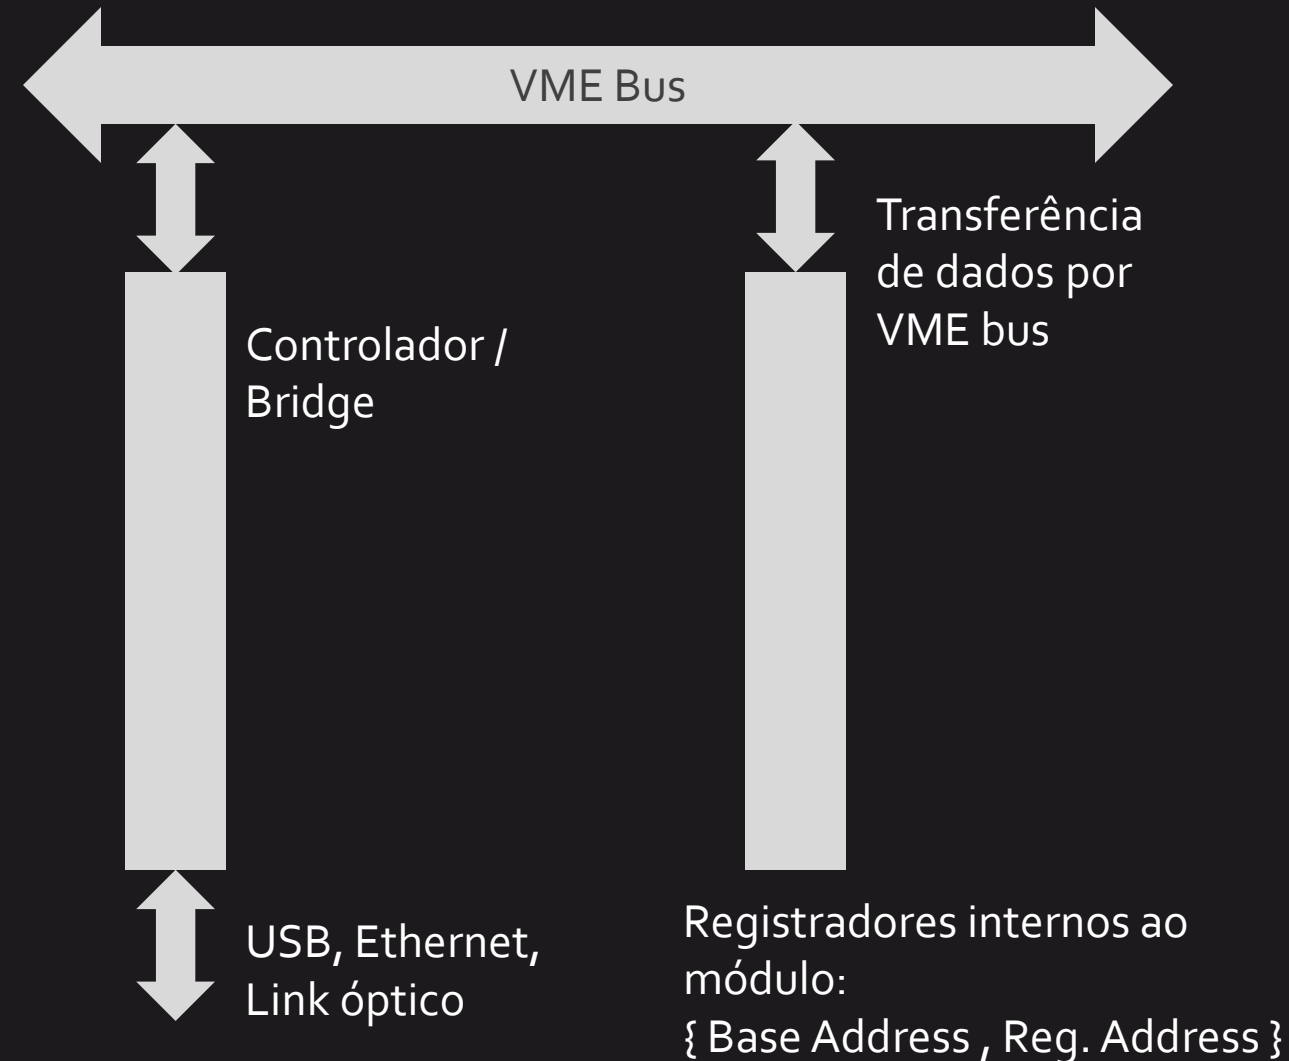 VME Bus
Transferência
de dados por
VME bus
Controlador /
Bridge
USB, Ethernet,
Link óptico
Registradores internos ao
módulo:
{ Base Address , Reg. Address }